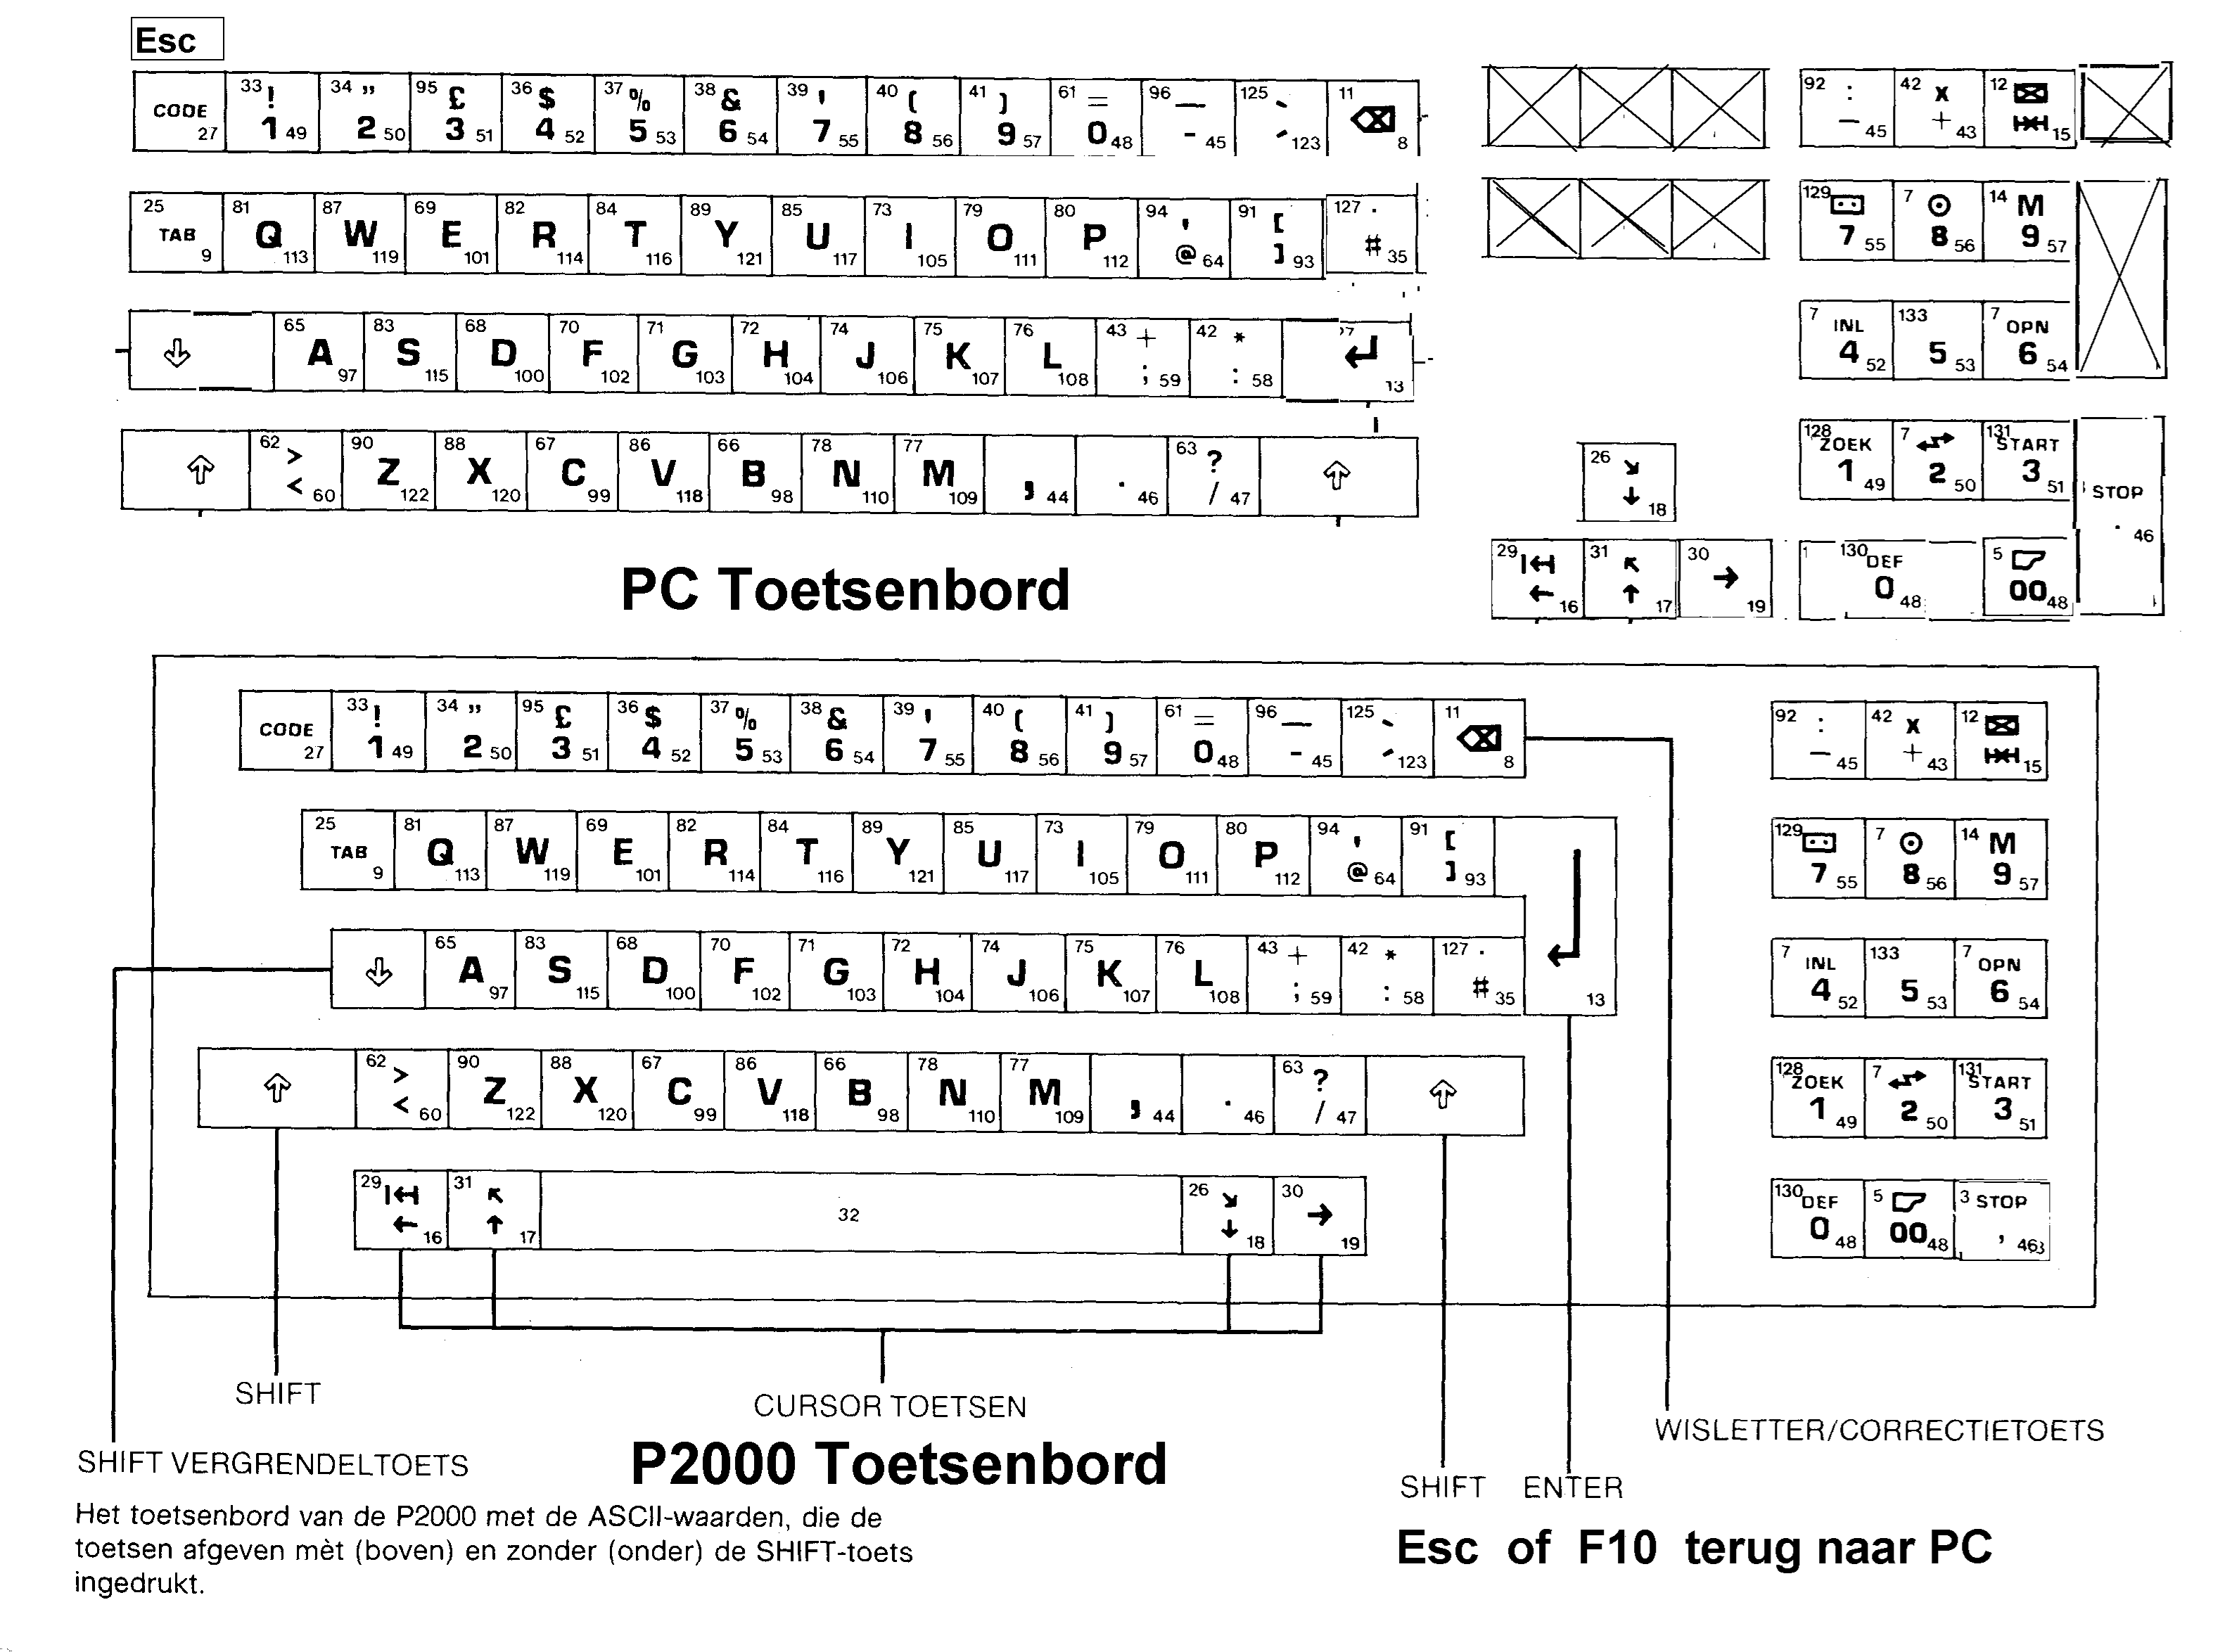 Esc
CODE 27 33 ! 1 49 34 " 2 50 95 £ 3 51 36 $ 4 52 37 % 5 53 38 & 6 54 39 ' 7 55 40 ( 8 56 41 ) 9 57 61 = 0 48 96 — - 45 125 ` ´ 123 11 8
92 : — 45 42 x + 43 12 15
25 TAB 9 81 Q 113 87 W 119 69 E 101 82 R 114 84 T 116 89 Y 121 85 U 117 73 I 105 79 O 111 80 P 112 94 ' @ 64 91 [ ] 93 127 . # 35
129 7 55 7 8 56 14 M 9 57
⇩ 65 A 97 83 S 115 68 D 100 70 F 102 71 G 103 72 H 104 74 J 106 75 K 107 76 L 108 43 + ; 59 42 * : 58 ↵ 13
7 INL 4 52 133 5 53 7 OPN 6 54
⇧ 62 > < 60 90 Z 122 88 X 120 67 C 99 86 V 118 66 B 98 78 N 110 77 M 109 , 44 . 46 63 ? / 47 ⇧
26 ↘ ↓ 18
128 ZOEK 1 49 7 2 50 131 START 3 51 STOP . 46
29 ← 16 31 ↖ ↑ 17 30 → 19
130 DEF 0 48 5 00 48
PC Toetsenbord
CODE 27 33 ! 1 49 34 " 2 50 95 £ 3 51 36 $ 4 52 37 % 5 53 38 & 6 54 39 ' 7 55 40 ( 8 56 41 ) 9 57 61 = 0 48 96 — - 45 125 ` ´ 123 11 8
92 : — 45 42 x + 43 12 15
25 TAB 9 81 Q 113 87 W 119 69 E 101 82 R 114 84 T 116 89 Y 121 85 U 117 73 I 105 79 O 111 80 P 112 94 ' @ 64 91 [ ] 93
129 7 55 7 8 56 14 M 9 57
⇩ 65 A 97 83 S 115 68 D 100 70 F 102 71 G 103 72 H 104 74 J 106 75 K 107 76 L 108 43 + ; 59 42 * : 58 127 . # 35 ↵ 13
7 INL 4 52 133 5 53 7 OPN 6 54
⇧ 62 > < 60 90 Z 122 88 X 120 67 C 99 86 V 118 66 B 98 78 N 110 77 M 109 , 44 . 46 63 ? / 47 ⇧
128 ZOEK 1 49 7 2 50 131 START 3 51
29 ← 16 31 ↖ ↑ 17 32 26 ↘ ↓ 18 30 → 19
130 DEF 0 48 5 00 48 3 STOP , 46
SHIFT
CURSOR TOETSEN
WISLETTER/CORRECTIETOETS
SHIFT VERGRENDELTOETS
P2000 Toetsenbord
SHIFT ENTER
Het toetsenbord van de P2000 met de ASCII-waarden, die de
toetsen afgeven mèt (boven) en zonder (onder) de SHIFT-toets
ingedrukt.
Esc of F10 terug naar PC